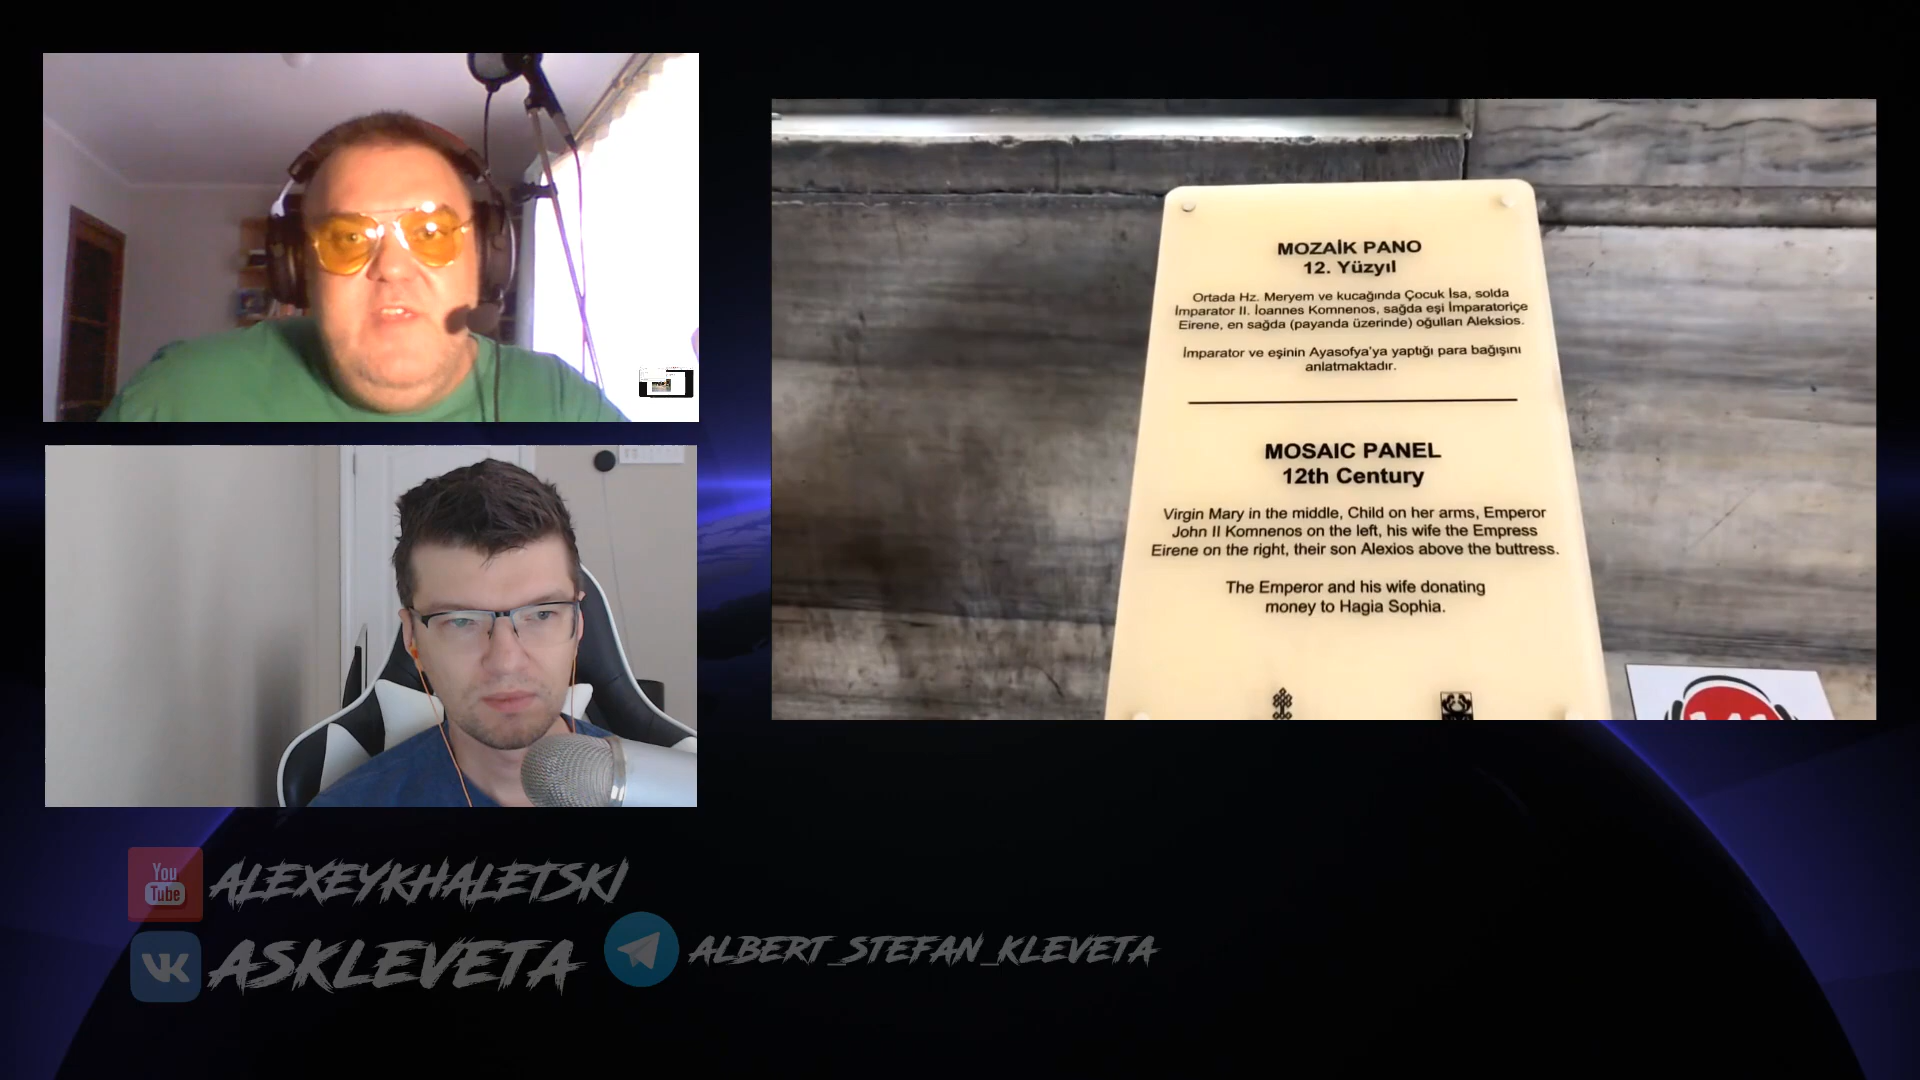 MOZAİK PANO
12. Yüzyıl
Ortada Hz. Meryem ve kucağında Çocuk İsa, solda
İmparator II. İoannes Komnenos, sağda eşi İmparatoriçe
Eirene, en sağda (payanda üzerinde) oğulları Aleksios.
İmparator ve eşinin Ayasofya'ya yaptığı para bağışını
anlatmaktadır.
MOSAIC PANEL
12th Century
Virgin Mary in the middle, Child on her arms, Emperor
John II Komnenos on the left, his wife the Empress
Eirene on the right, their son Alexios above the buttress.
The Emperor and his wife donating
money to Hagia Sophia.
You
Tube
ALEXEYKHALETSKI
ASKLEVETA
ALBERT_STEFAN_KLEVETA